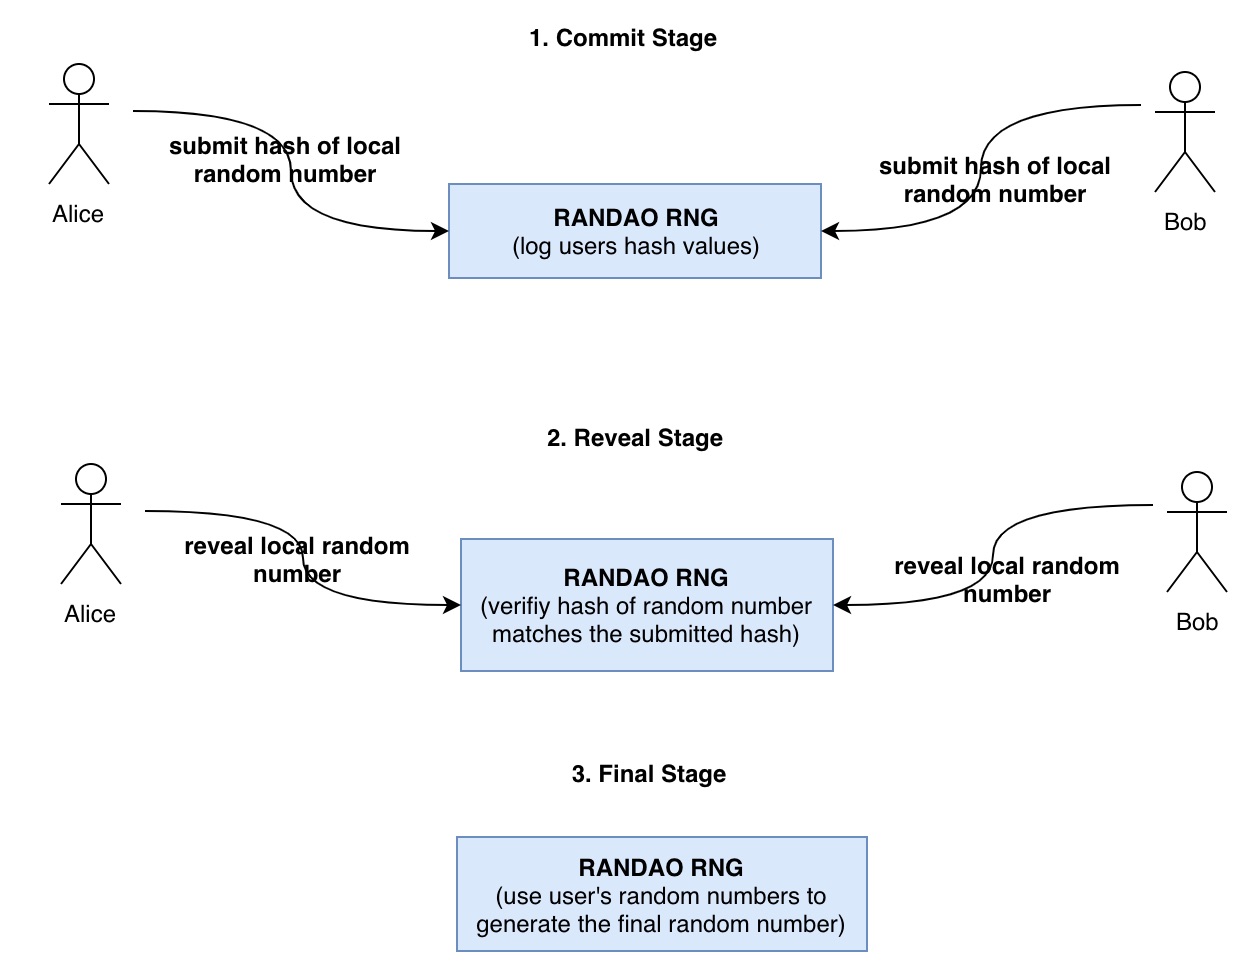 1. Commit Stage
submit hash of local
random number
Alice
submit hash of local
random number
Bob
RANDAO RNG
(log users hash values)
2. Reveal Stage
reveal local random
number
Alice
reveal local random
number
Bob
RANDAO RNG
(verifiy hash of random number
matches the submitted hash)
3. Final Stage
RANDAO RNG
(use user's random numbers to
generate the final random number)